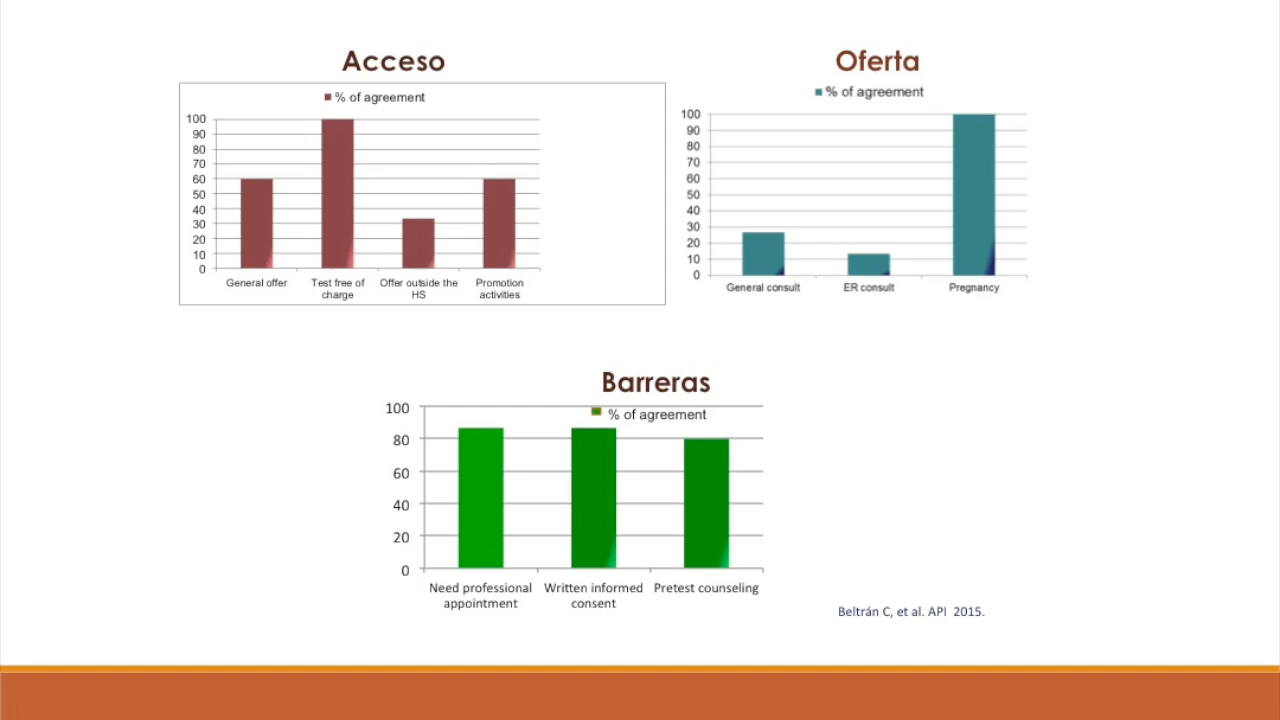 Acceso
% of agreement
100
90
80
70
60
50
40
30
20
10
0
General offer
Test free of
charge
Offer outside the
HS
Promotion
activities
Oferta
% of agreement
100
90
80
70
60
50
40
30
20
10
0
General consult
ER consult
Pregnancy
Barreras
% of agreement
100
80
60
40
20
0
Need professional
appointment
Written informed
consent
Pretest counseling
Beltrán C, et al. API 2015.